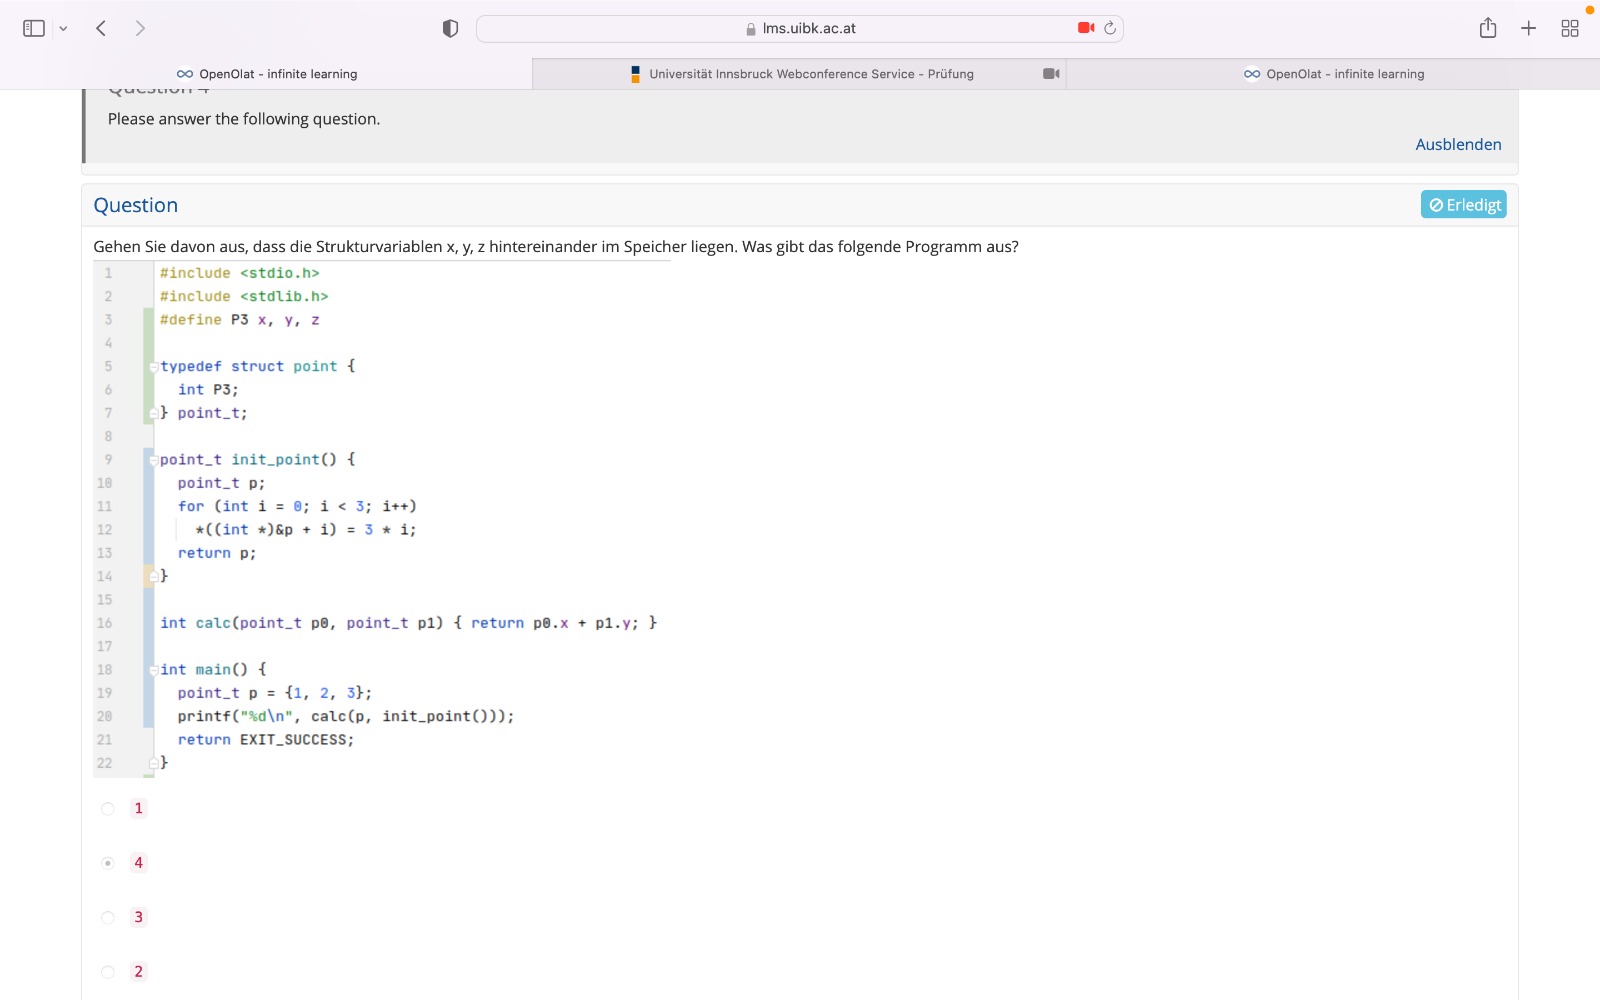 lms.uibk.ac.at
OpenOlat - infinite learning
Universität Innsbruck Webconference Service - Prüfung
OpenOlat - infinite learning
Question 4
Please answer the following question.
Ausblenden
Question
Erledigt
Gehen Sie davon aus, dass die Strukturvariablen x, y, z hintereinander im Speicher liegen. Was gibt das folgende Programm aus?
1 #include <stdio.h>
2 #include <stdlib.h>
3 #define P3 x, y, z
4
5 typedef struct point {
6 int P3;
7 } point_t;
8
9 point_t init_point() {
10 point_t p;
11 for (int i = 0; i < 3; i++)
12 *((int *)&p + i) = 3 * i;
13 return p;
14 }
15
16 int calc(point_t p0, point_t p1) { return p0.x + p1.y; }
17
18 int main() {
19 point_t p = {1, 2, 3};
20 printf("%d\n", calc(p, init_point()));
21 return EXIT_SUCCESS;
22 }
1
4
3
2